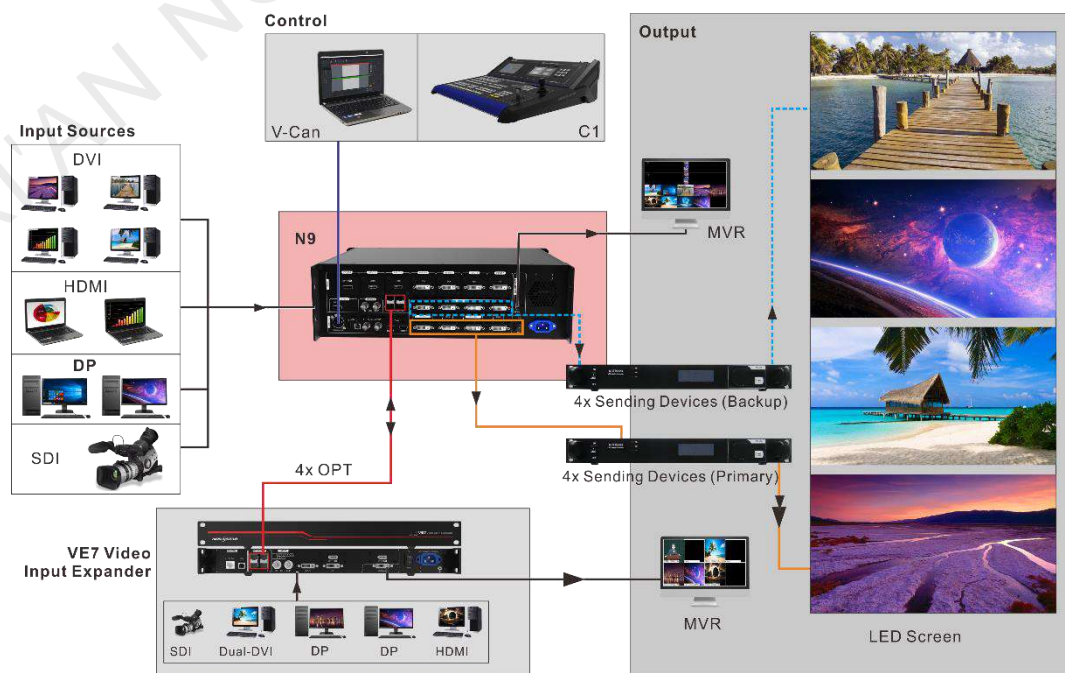 Control
V-Can
C1
Output
Input Sources
DVI
HDMI
DP
SDI
N9
MVR
4x Sending Devices (Backup)
4x Sending Devices (Primary)
4x OPT
VE7 Video
Input Expander
SDI
Dual-DVI
DP
DP
HDMI
MVR
LED Screen